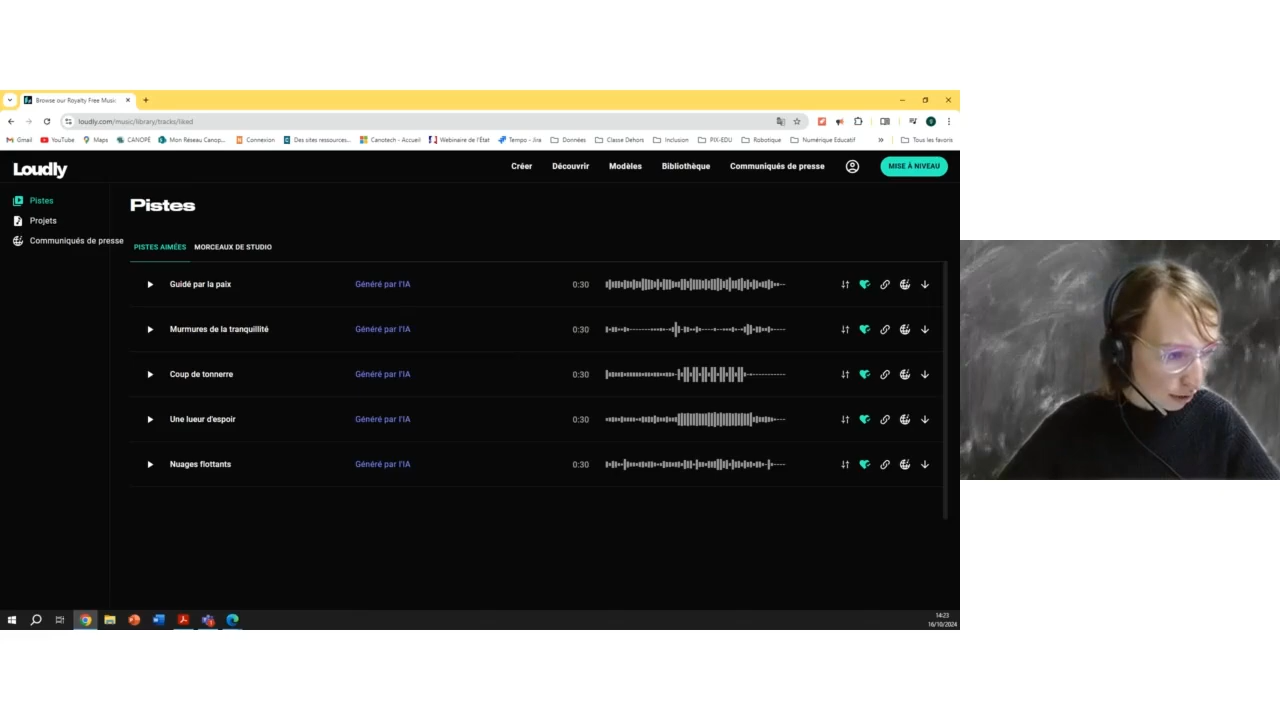 Browse our Royalty Free Music
loudly.com/music/library/tracks/liked
Gmail YouTube Maps CANOPÉ Mon Réseau Canop... Connexion Des sites ressources... Canotech - Accueil Webinaire de l'État Tempo - Jira Données Classe Dehors Inclusion PIX-EDU Robotique Numérique Educatif » Tous les favoris
Loudly Créer Découvrir Modèles Bibliothèque Communiqués de presse MISE À NIVEAU
Pistes
Projets
Communiqués de presse
Pistes
PISTES AIMÉES MORCEAUX DE STUDIO
Guidé par la paix Généré par l'IA 0:30
Murmures de la tranquillité Généré par l'IA 0:30
Coup de tonnerre Généré par l'IA 0:30
Une lueur d'espoir Généré par l'IA 0:30
Nuages flottants Généré par l'IA 0:30
14:23
16/10/2024